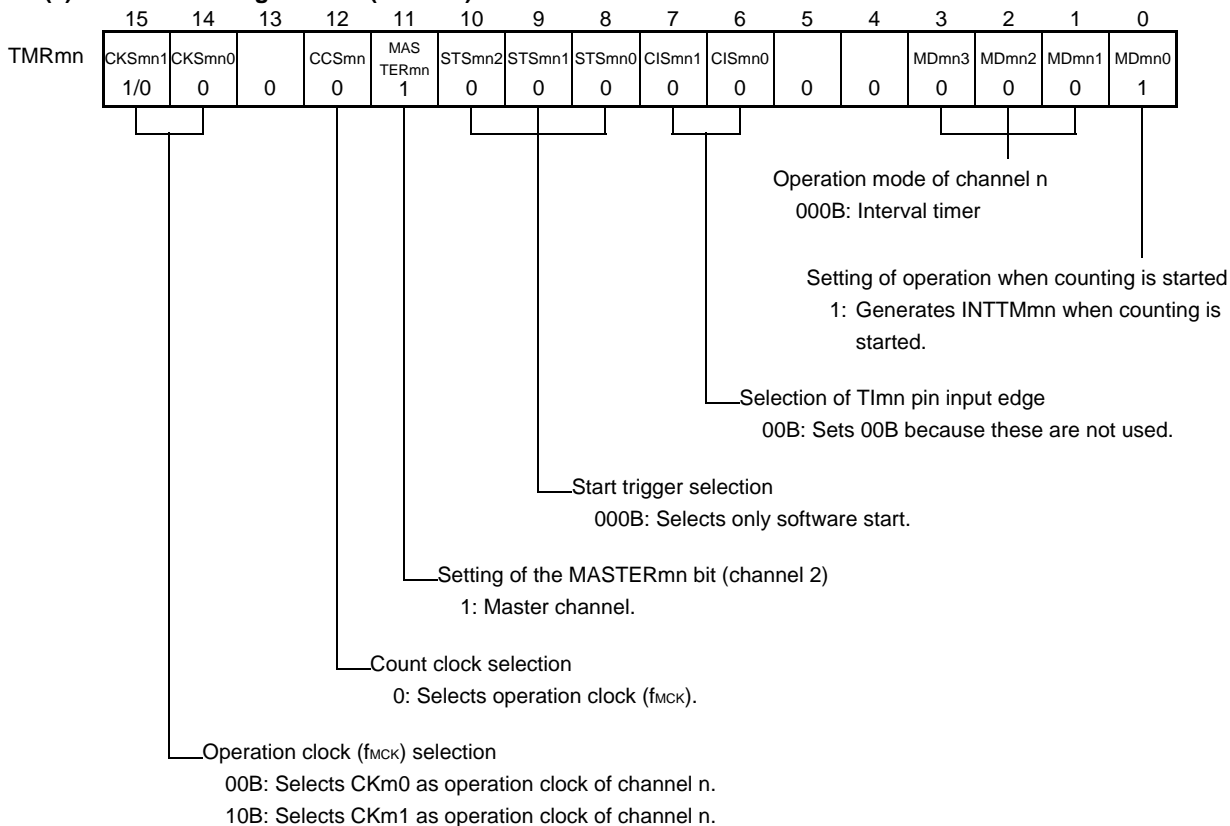 15 14 13 12 11 10 9 8 7 6 5 4 3 2 1 0
TMRmn CKSmn1 CKSmn0 CCSmn MAS TERmn STSmn2 STSmn1 STSmn0 CISmn1 CISmn0 MDmn3 MDmn2 MDmn1 MDmn0
1/0 0 0 0 1 0 0 0 0 0 0 0 0 0 0 1
Operation mode of channel n
000B: Interval timer
Setting of operation when counting is started
1: Generates INTTMmn when counting is
started.
Selection of TImn pin input edge
00B: Sets 00B because these are not used.
Start trigger selection
000B: Selects only software start.
Setting of the MASTERmn bit (channel 2)
1: Master channel.
Count clock selection
0: Selects operation clock (fMCK).
Operation clock (fMCK) selection
00B: Selects CKm0 as operation clock of channel n.
10B: Selects CKm1 as operation clock of channel n.